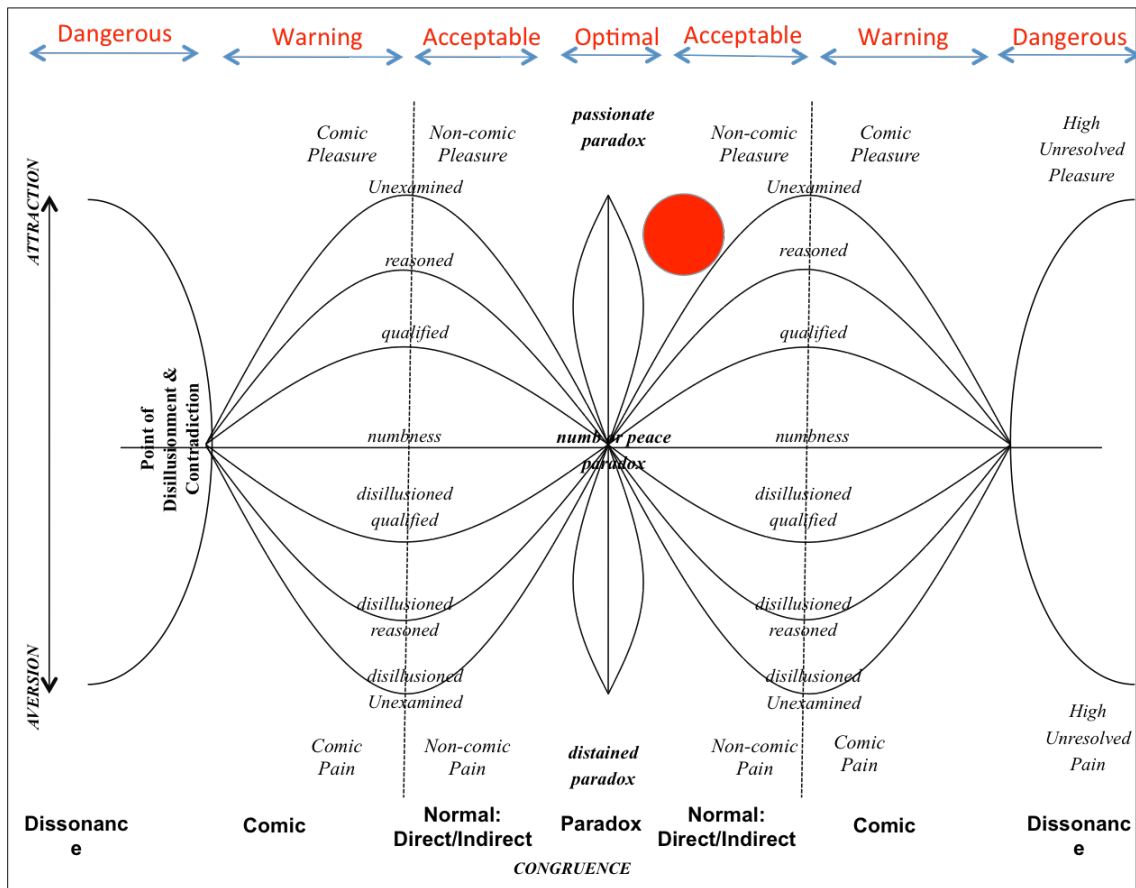 Dangerous Warning Acceptable Optimal Acceptable Warning Dangerous
passionate
paradox
Comic
Pleasure
Non-comic
Pleasure
Non-comic
Pleasure
Comic
Pleasure
High
Unresolved
Pleasure
ATTRACTION
Unexamined
Unexamined
reasoned
reasoned
qualified
qualified
Point of
Disillusionment &
Contradiction
numbness
numb or peace
paradox
numbness
disillusioned
qualified
disillusioned
qualified
disillusioned
reasoned
disillusioned
reasoned
disillusioned
Unexamined
disillusioned
Unexamined
AVERSION
Comic
Pain
Non-comic
Pain
distained
paradox
Non-comic
Pain
Comic
Pain
High
Unresolved
Pain
Dissonanc
e
Comic
Normal:
Direct/Indirect
Paradox
Normal:
Direct/Indirect
Comic
Dissonanc
e
CONGRUENCE